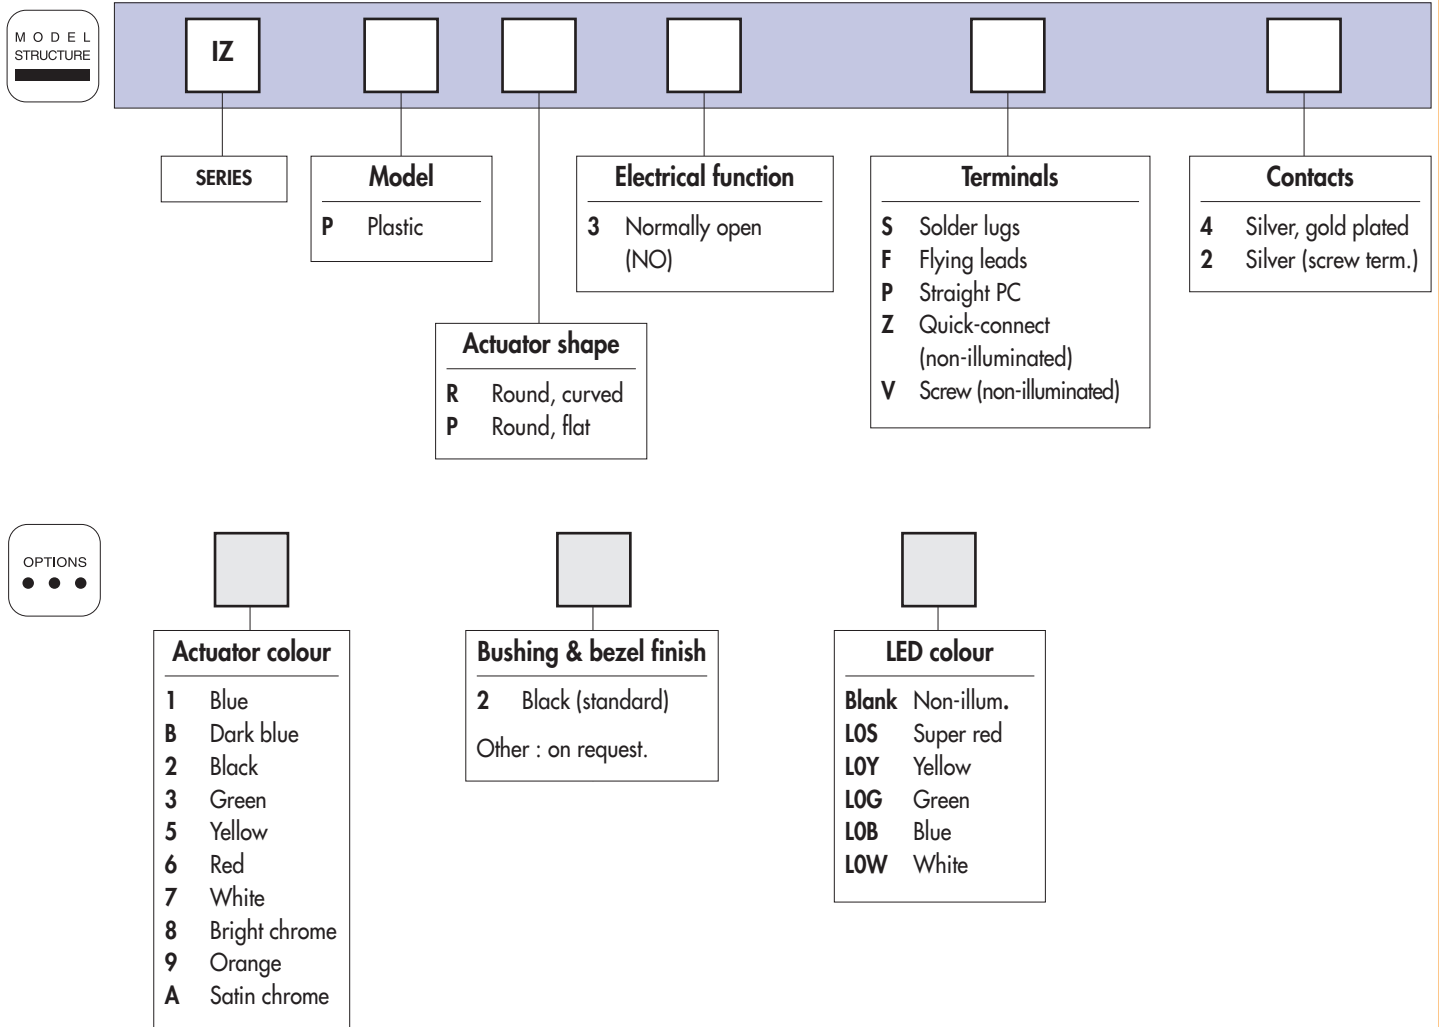 MODEL
STRUCTURE
IZ
SERIES
Model
P Plastic
Actuator shape
R Round, curved
P Round, flat
Electrical function
3 Normally open
(NO)
Terminals
S Solder lugs
F Flying leads
P Straight PC
Z Quick-connect
(non-illuminated)
V Screw (non-illuminated)
Contacts
4 Silver, gold plated
2 Silver (screw term.)
OPTIONS
Actuator colour
1 Blue
B Dark blue
2 Black
3 Green
5 Yellow
6 Red
7 White
8 Bright chrome
9 Orange
A Satin chrome
Bushing & bezel finish
2 Black (standard)
Other : on request.
LED colour
Blank Non-illum.
L0S Super red
L0Y Yellow
L0G Green
L0B Blue
L0W White